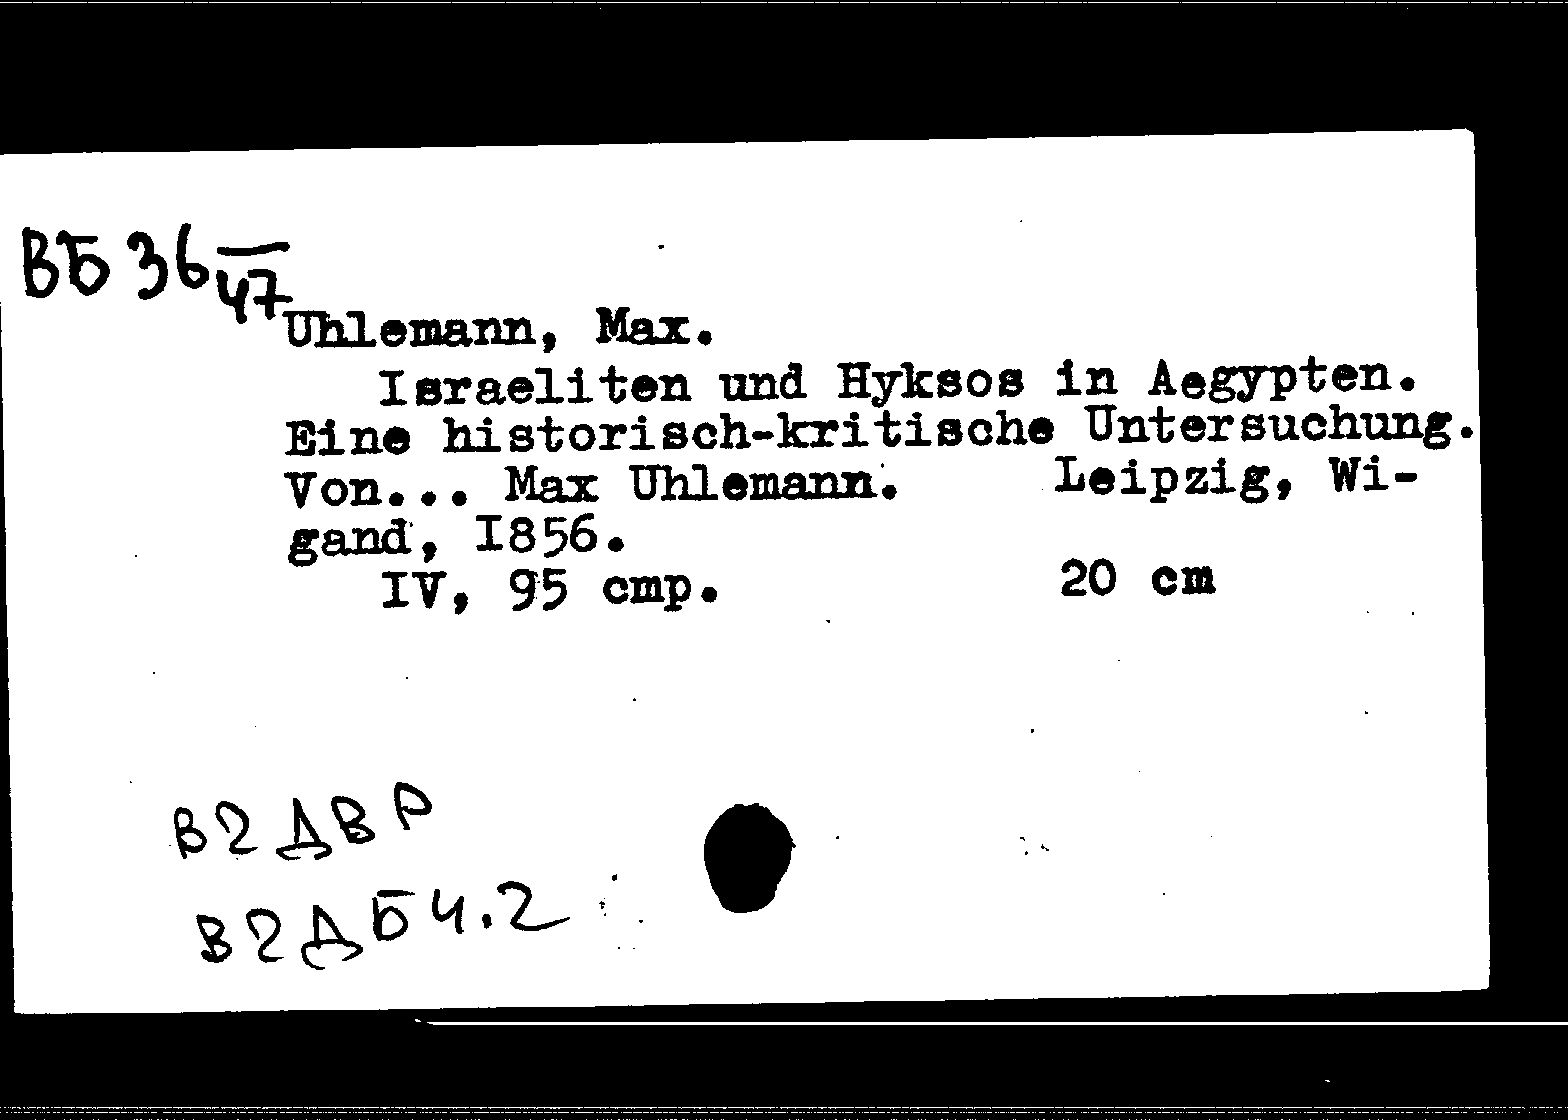 ВБ 36
47
Uhlemann, Max.
Israeliten und Hyksos in Aegypten.
Eine historisch-kritische Untersuchung.
Von... Max Uhlemann. Leipzig, Wi-
gand, I856.
IV, 95 стр. 20 cm
В2ДВР
В2ДБ4.2